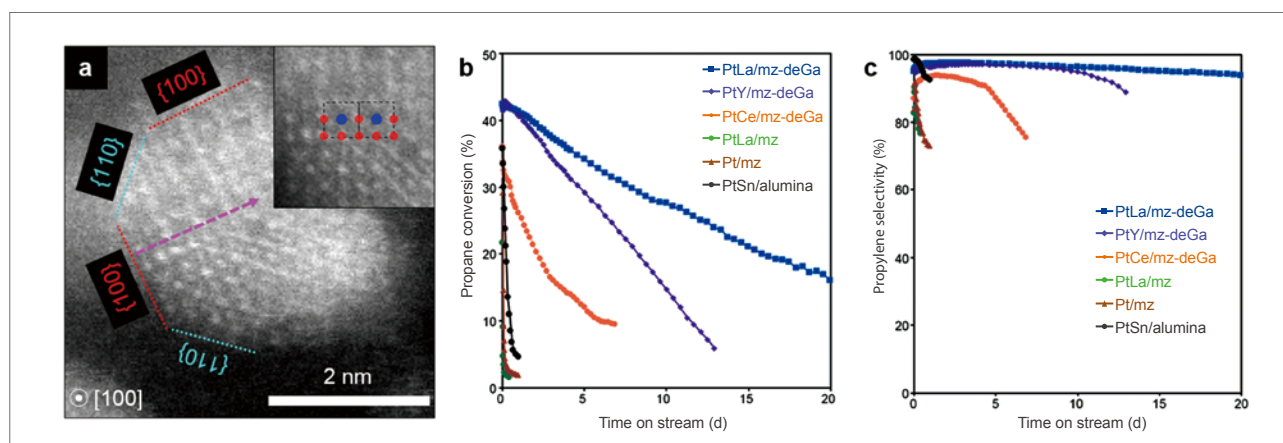 a
{100}
{110}
{100}
{110}
[100]
2 nm
b
50
40
30
20
10
0
0
5
10
15
20
Propane conversion (%)
Time on stream (d)
PtLa/mz-deGa
PtY/mz-deGa
PtCe/mz-deGa
PtLa/mz
Pt/mz
PtSn/alumina
c
100
80
60
40
20
0
0
5
10
15
20
Propylene selectivity (%)
Time on stream (d)
PtLa/mz-deGa
PtY/mz-deGa
PtCe/mz-deGa
PtLa/mz
Pt/mz
PtSn/alumina